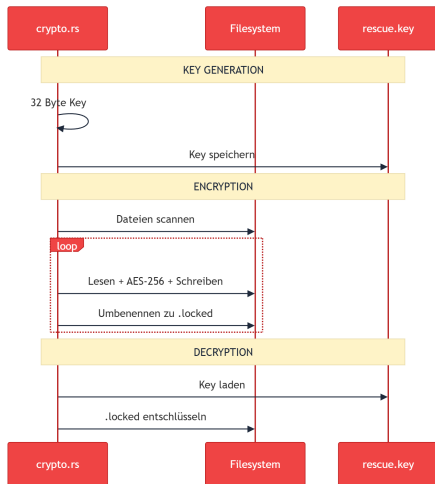 crypto.rs
Filesystem
rescue.key
KEY GENERATION
32 Byte Key
Key speichern
ENCRYPTION
Dateien scannen
loop
Lesen + AES-256 + Schreiben
Umbenennen zu .locked
DECRYPTION
Key laden
.locked entschlüsseln
crypto.rs
Filesystem
rescue.key